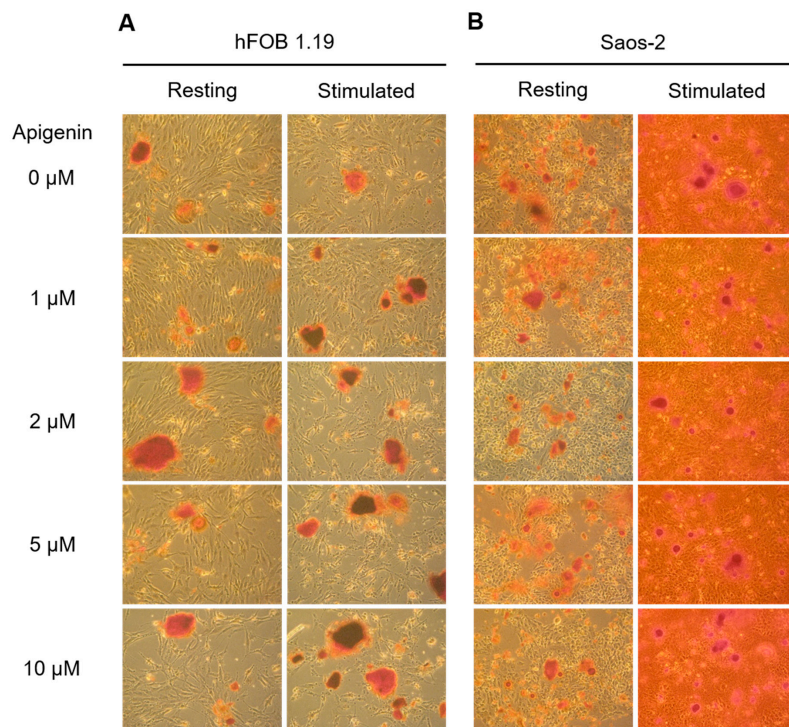 A
B
hFOB 1.19
Saos-2
Resting
Stimulated
Resting
Stimulated
Apigenin
0 µM
1 µM
2 µM
5 µM
10 µM